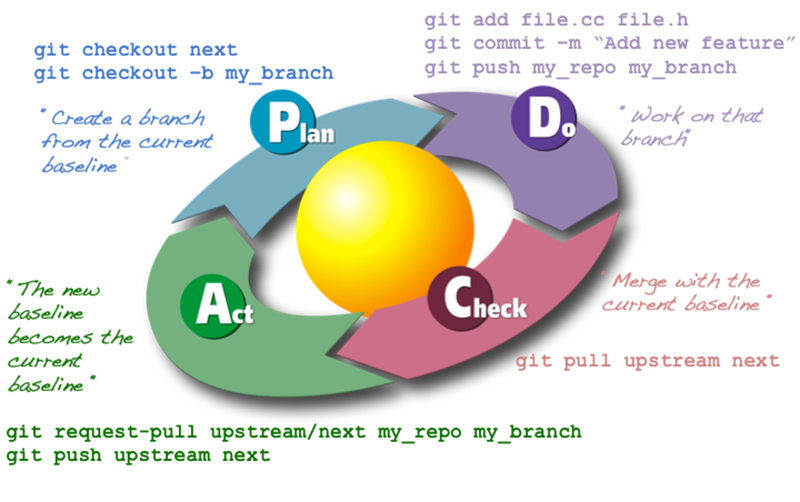 git checkout next
git checkout –b my_branch
"Create a branch
from the current
baseline"
Plan
git add file.cc file.h
git commit –m “Add new feature”
git push my_repo my_branch
Do
"Work on that
branch"
Check
"Merge with the
current baseline"
git pull upstream next
Act
"The new
baseline
becomes the
current
baseline"
git request-pull upstream/next my_repo my_branch
git push upstream next